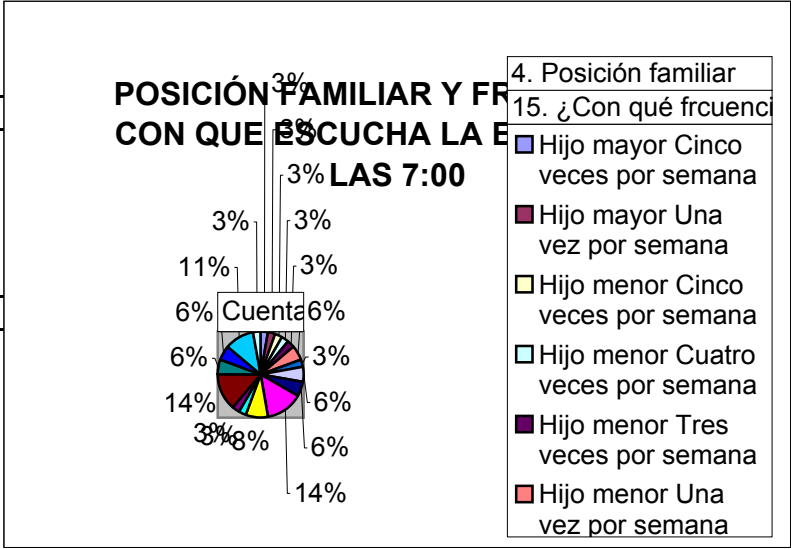 POSICIÓN FAMILIAR Y FR
CON QUE ESCUCHA LA E
LAS 7:00
3%
3%
3%
3%
3%
3%
11%
6%
Cuenta
6%
6%
3%
14%
6%
3%
3%
8%
6%
14%
4. Posición familiar
15. ¿Con qué frcuenci
Hijo mayor Cinco
veces por semana
Hijo mayor Una
vez por semana
Hijo menor Cinco
veces por semana
Hijo menor Cuatro
veces por semana
Hijo menor Tres
veces por semana
Hijo menor Una
vez por semana